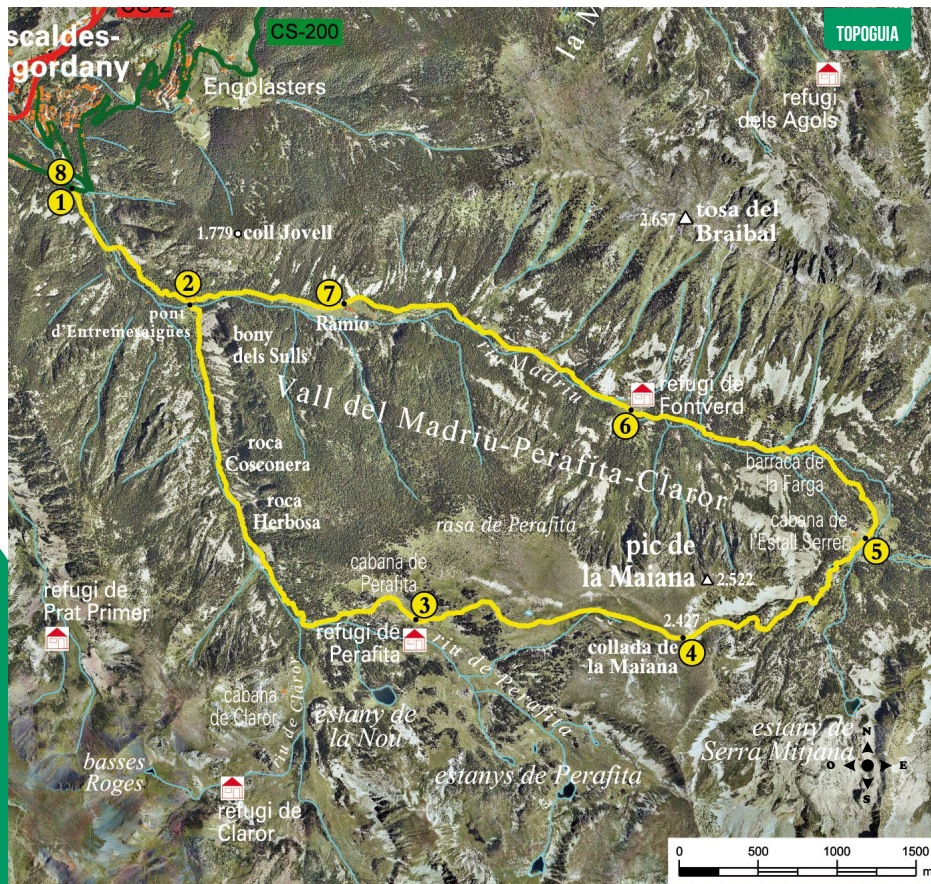 CS-200
TOPOGUIA
scaldes-
gordany
Engolasters
refugi
dels Agols
8
1
1.779 coll Jovell
2.657 tosa del
Braibal
2
7
pont
d'Entremesaigües
Ramio
bony
dels Sulls
riu Madriu
refugi de
Fontverd
6
Vall del Madriu-Perafita-Claror
roca
Cosconera
roca
Herbosa
barraca de
la Farga
rasa de Perafita
cabana de
l'Estall Serrer
5
pic de
la Maiana 2.522
cabana de
Perafita
3
refugi de
Prat Primer
refugi de
Perafita
riu de Perafita
2.427
collada de
la Maiana
4
cabana
de Claror
riu de Claror
estany de
la Nou
estany de
Serra Mitjana
basses
Roges
estanys de Perafita
refugi de
Claror
N
O E
S
0 500 1000 1500
m